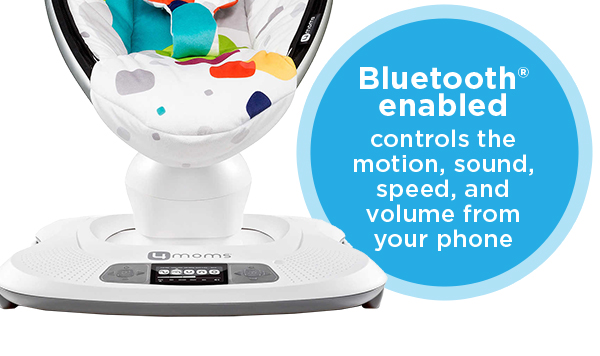 4moms
Bluetooth®
enabled
controls the
motion, sound,
speed, and
volume from
your phone
4moms